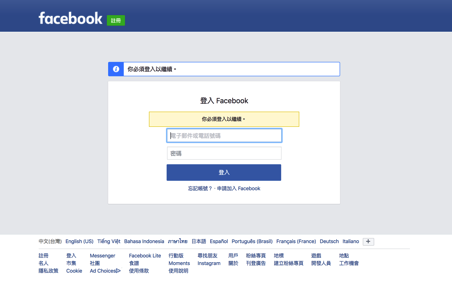 facebook 註冊
你必須登入以繼續。
登入 Facebook
你必須登入以繼續。
電子郵件或電話號碼
密碼
登入
忘記帳號？ · 申請加入 Facebook
中文(台灣) English (US) Tiếng Việt Bahasa Indonesia ภาษาไทย 日本語 Español Português (Brasil) Français (France) Deutsch Italiano +
註冊 登入 Messenger Facebook Lite 行動版 尋找朋友 用戶 粉絲專頁 地標 遊戲 地點
名人 市集 社團 食譜 Moments Instagram 關於 刊登廣告 建立粉絲專頁 開發人員 工作機會
隱私政策 Cookie Ad Choices 使用條款 使用說明